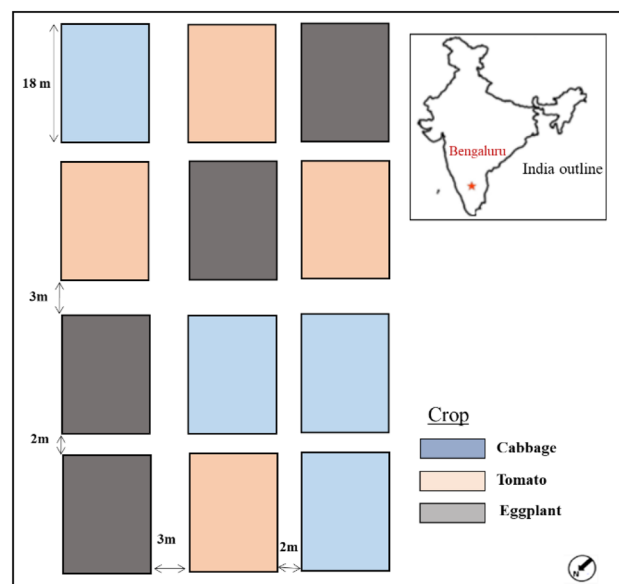 18 m
Bengaluru
India outline
3m
2m
Crop
Cabbage
Tomato
Eggplant
3m
2m
N